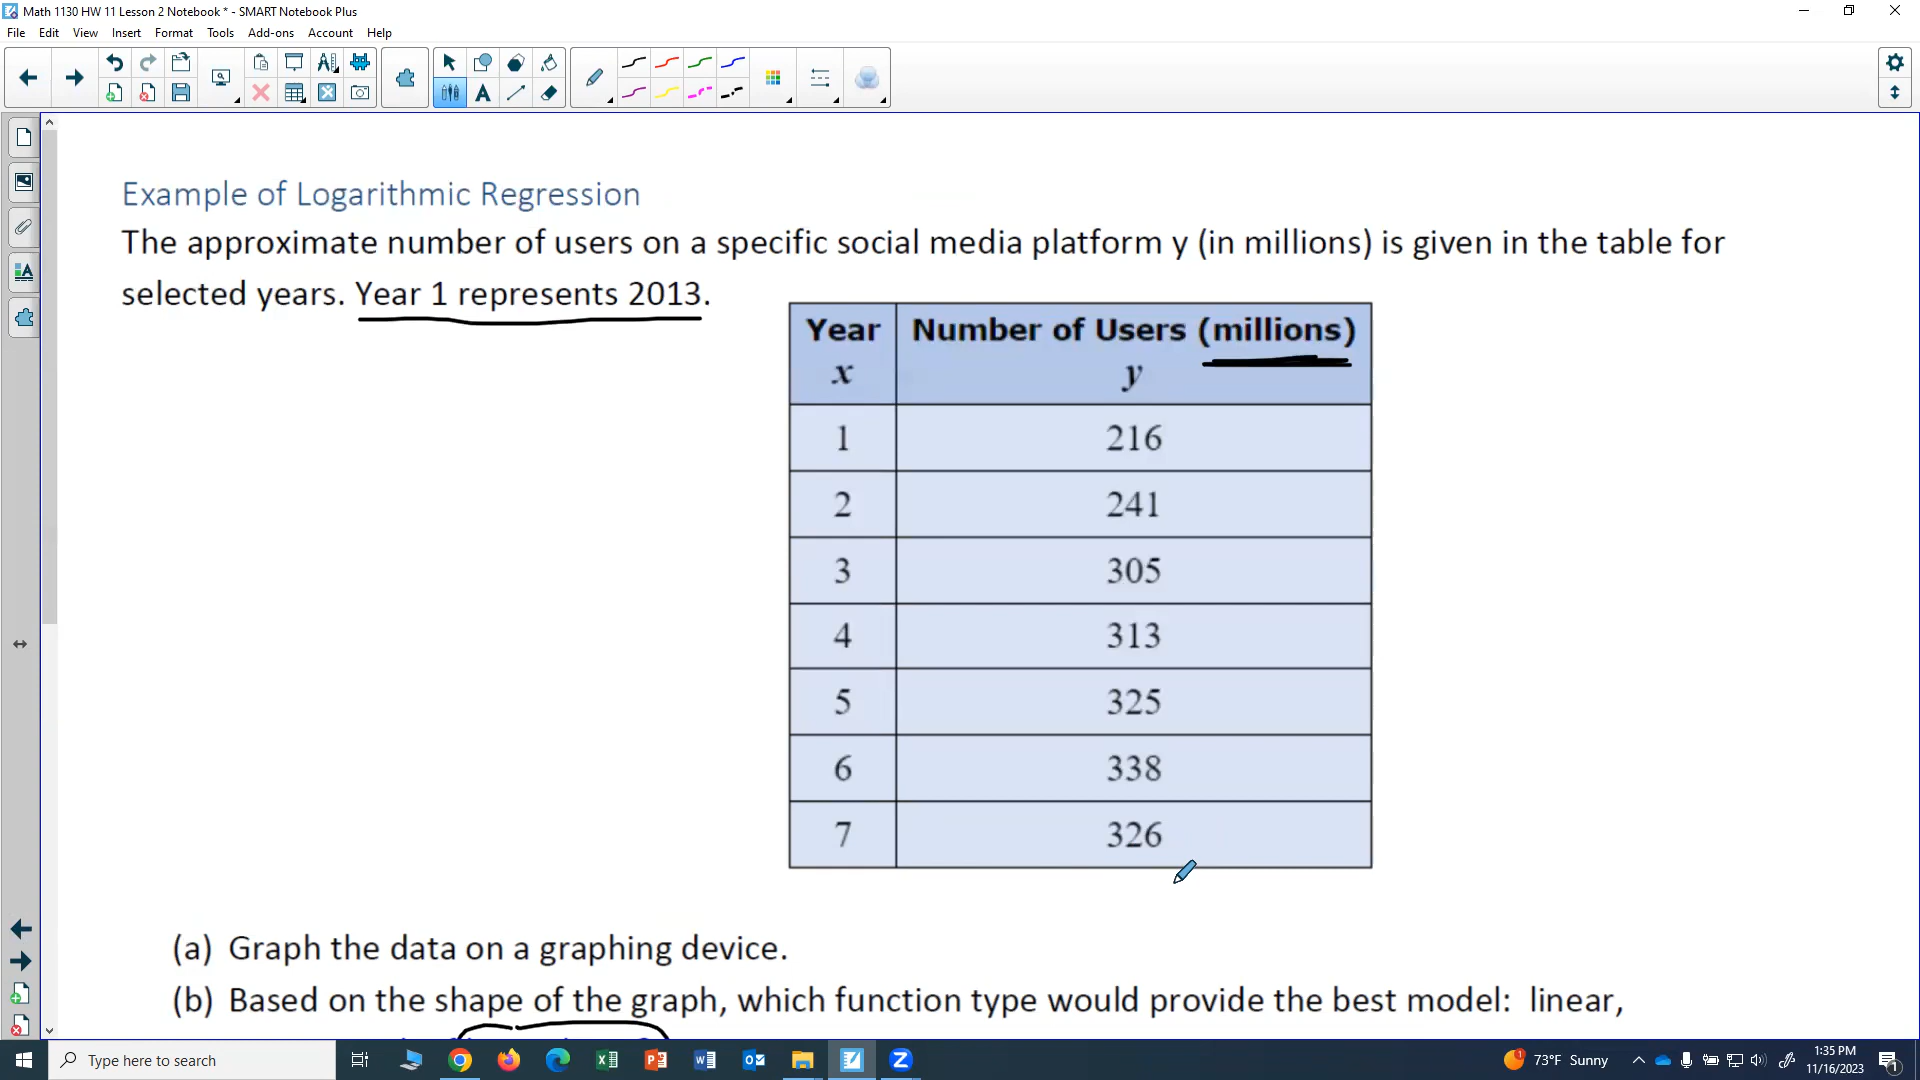 Math 1130 HW 11 Lesson 2 Notebook * - SMART Notebook Plus
File Edit View Insert Format Tools Add-ons Account Help
Example of Logarithmic Regression
The approximate number of users on a specific social media platform y (in millions) is given in the table for
selected years. Year 1 represents 2013.
Year Number of Users (millions)
x y
1 216
2 241
3 305
4 313
5 325
6 338
7 326
(a) Graph the data on a graphing device.
(b) Based on the shape of the graph, which function type would provide the best model: linear,
Type here to search
73°F Sunny
1:35 PM
11/16/2023